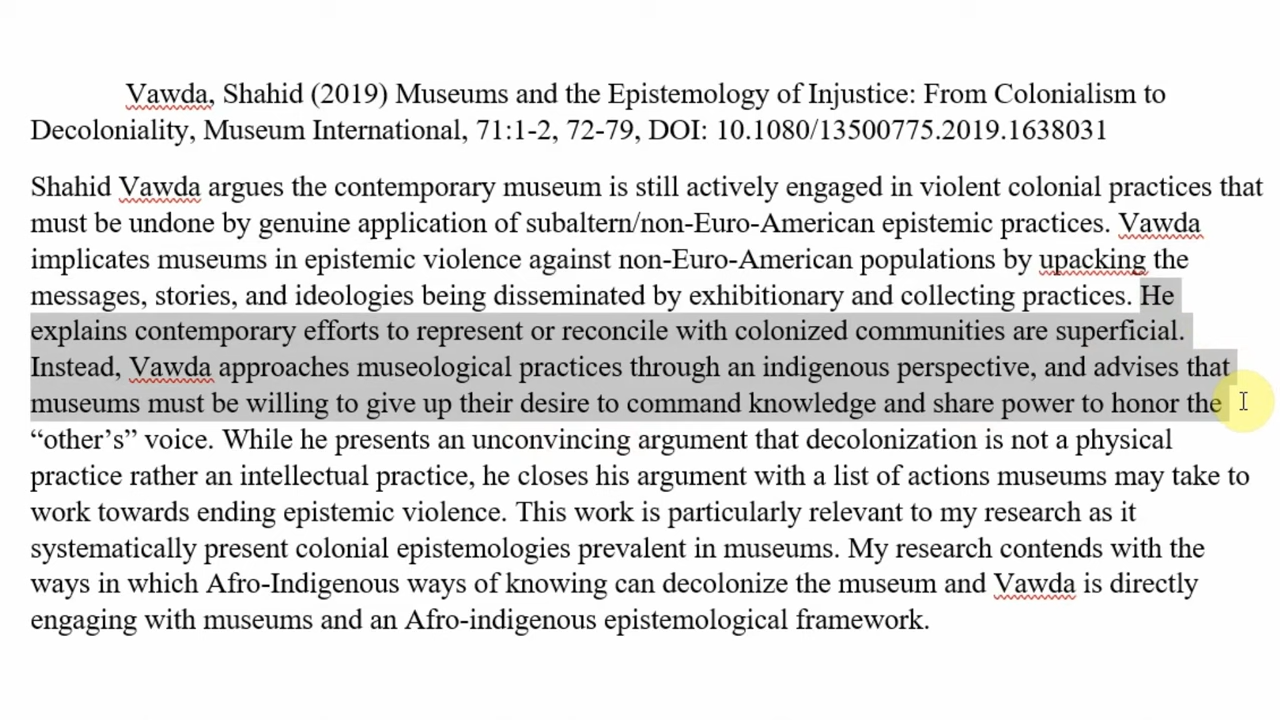 Vawda, Shahid (2019) Museums and the Epistemology of Injustice: From Colonialism to
Decoloniality, Museum International, 71:1-2, 72-79, DOI: 10.1080/13500775.2019.1638031
Shahid Vawda argues the contemporary museum is still actively engaged in violent colonial practices that
must be undone by genuine application of subaltern/non-Euro-American epistemic practices. Vawda
implicates museums in epistemic violence against non-Euro-American populations by upacking the
messages, stories, and ideologies being disseminated by exhibitionary and collecting practices. He
explains contemporary efforts to represent or reconcile with colonized communities are superficial.
Instead, Vawda approaches museological practices through an indigenous perspective, and advises that
museums must be willing to give up their desire to command knowledge and share power to honor the
“other’s” voice. While he presents an unconvincing argument that decolonization is not a physical
practice rather an intellectual practice, he closes his argument with a list of actions museums may take to
work towards ending epistemic violence. This work is particularly relevant to my research as it
systematically present colonial epistemologies prevalent in museums. My research contends with the
ways in which Afro-Indigenous ways of knowing can decolonize the museum and Vawda is directly
engaging with museums and an Afro-indigenous epistemological framework.